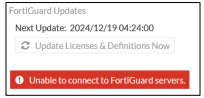 FortiGuard Updates
Next Update: 2024/12/19 04:24:00
Update Licenses & Definitions Now
Unable to connect to FortiGuard servers.